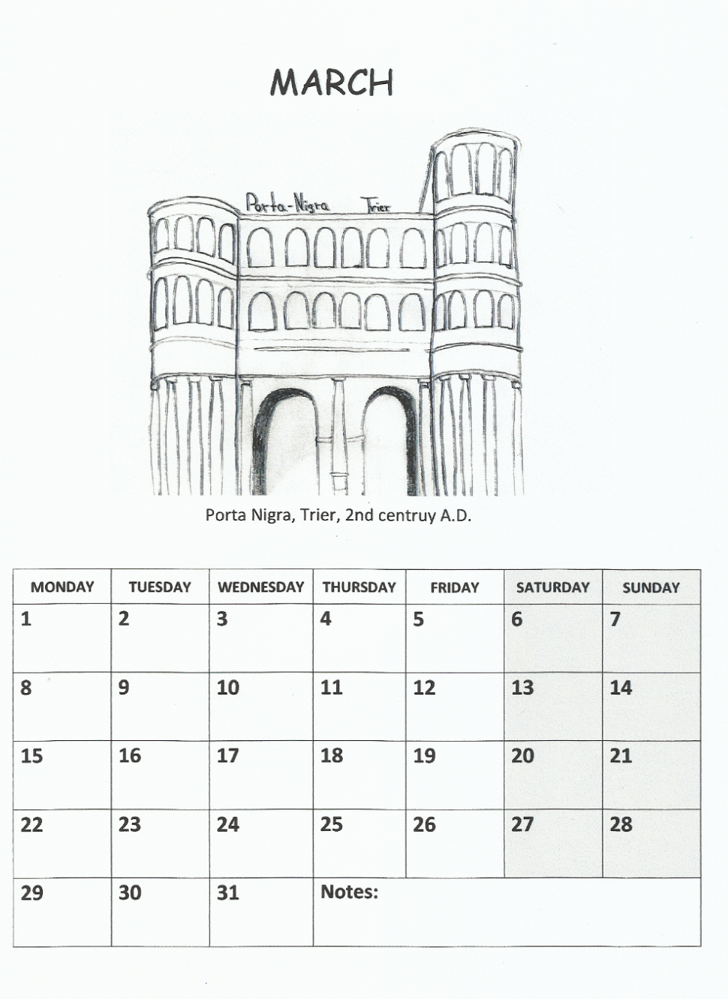 MARCH
Porta-Nigra Trier
Porta Nigra, Trier, 2nd centruy A.D.
MONDAY TUESDAY WEDNESDAY THURSDAY FRIDAY SATURDAY SUNDAY
1 2 3 4 5 6 7
8 9 10 11 12 13 14
15 16 17 18 19 20 21
22 23 24 25 26 27 28
29 30 31 Notes: